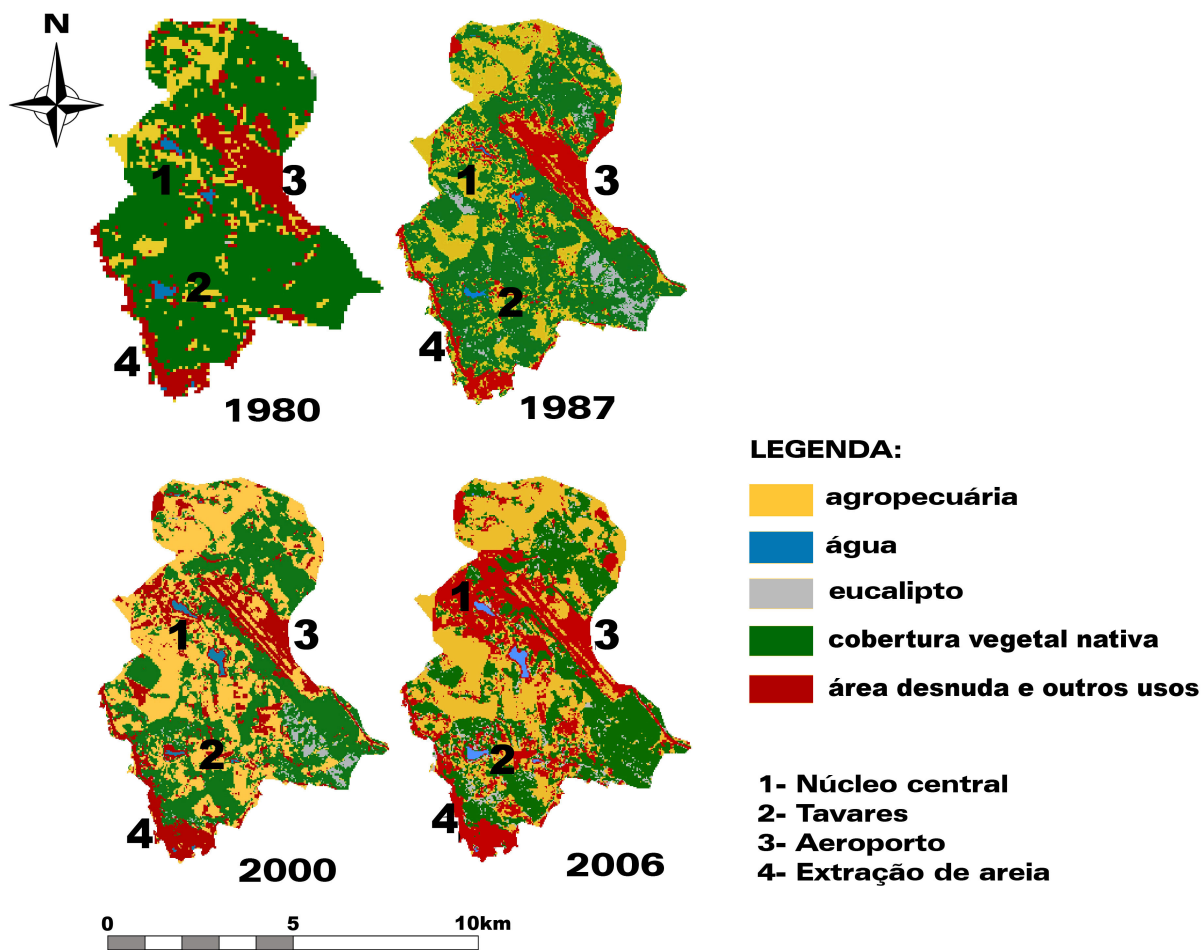 N
1
2
3
4
1980
1
2
3
4
1987
1
2
3
4
2000
1
2
3
4
2006
LEGENDA:
agropecuária
água
eucalipto
cobertura vegetal nativa
área desnuda e outros usos
1- Núcleo central
2- Tavares
3- Aeroporto
4- Extração de areia
0 5 10km